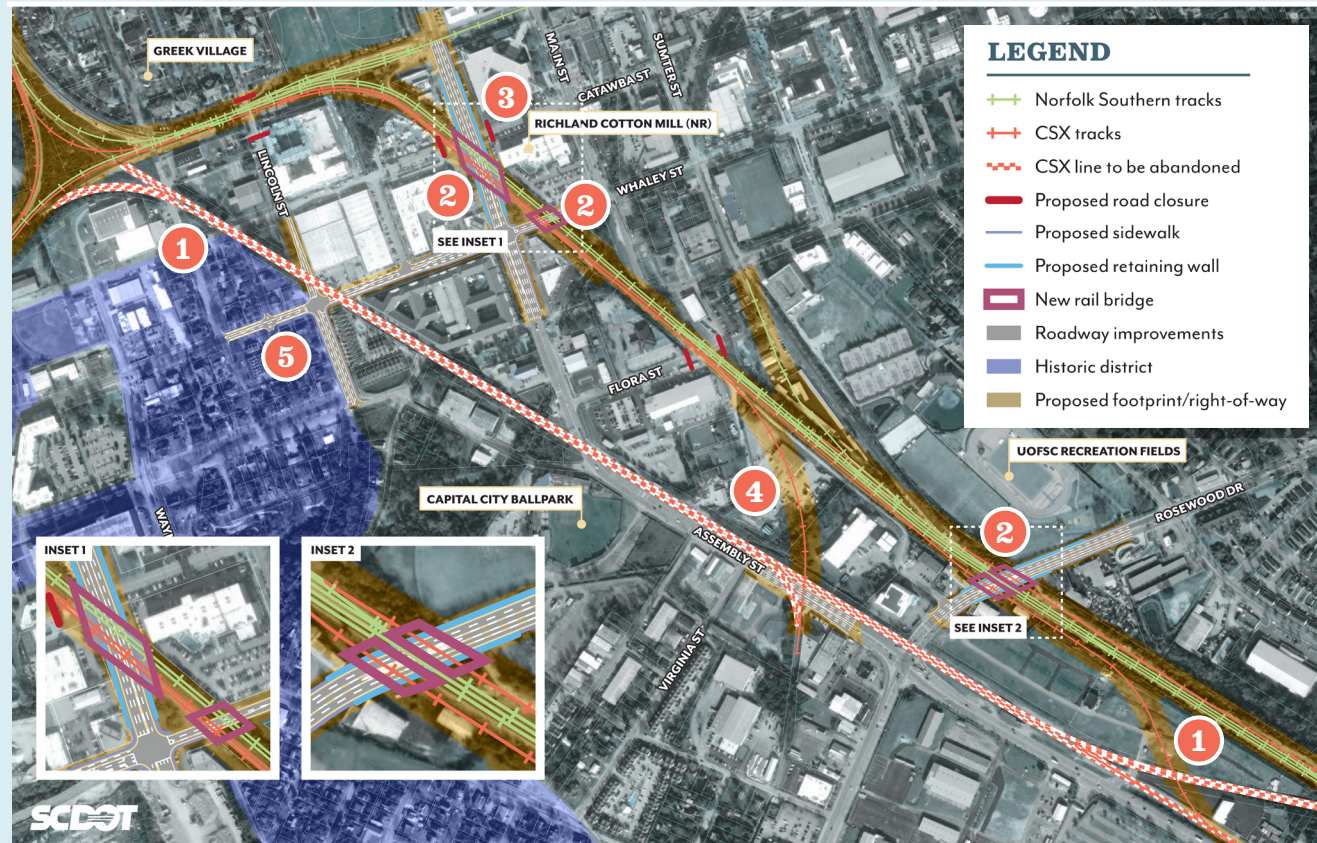 GREEK VILLAGE
MAIN ST
SUMTER ST
CATAWBA ST
3
RICHLAND COTTON MILL (NR)
LINCOLN ST
WHALEY ST
2
2
SEE INSET 1
1
5
FLORA ST
4
CAPITAL CITY BALLPARK
ASSEMBLY ST
UOFSC RECREATION FIELDS
ROSEWOOD DR
2
SEE INSET 2
VIRGINIA ST
1
LEGEND
Norfolk Southern tracks
CSX tracks
CSX line to be abandoned
Proposed road closure
Proposed sidewalk
Proposed retaining wall
New rail bridge
Roadway improvements
Historic district
Proposed footprint/right-of-way
INSET 1
INSET 2
SCDOT